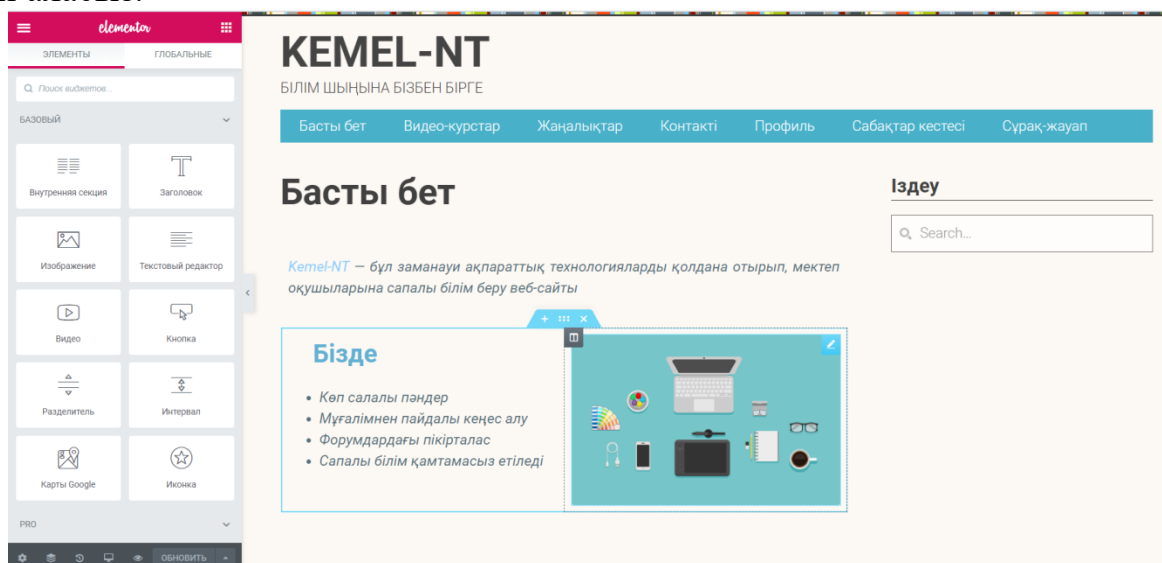 elementor
ЭЛЕМЕНТЫ ГЛОБАЛЬНЫЕ
Поиск виджетов...
БАЗОВЫЙ
Внутренняя секция Заголовок
Изображение Текстовый редактор
Видео Кнопка
Разделитель Интервал
Карты Google Иконка
PRO
ОБНОВИТЬ
KEMEL-NT
БІЛІМ ШЫҢЫНА БІЗБЕН БІРГЕ
Басты бет Видео-курстар Жаңалықтар Контакті Профиль Сабақтар кестесі Сұрақ-жауап
Басты бет
Kemel-NT — бұл заманауи ақпараттық технологияларды қолдана отырып, мектеп
оқушыларына сапалы білім беру веб-сайты
Бізде
• Көп салалы пәндер
• Мұғалімнен пайдалы кеңес алу
• Форумдардағы пікірталас
• Сапалы білім қамтамасыз етіледі
Іздеу
Search...